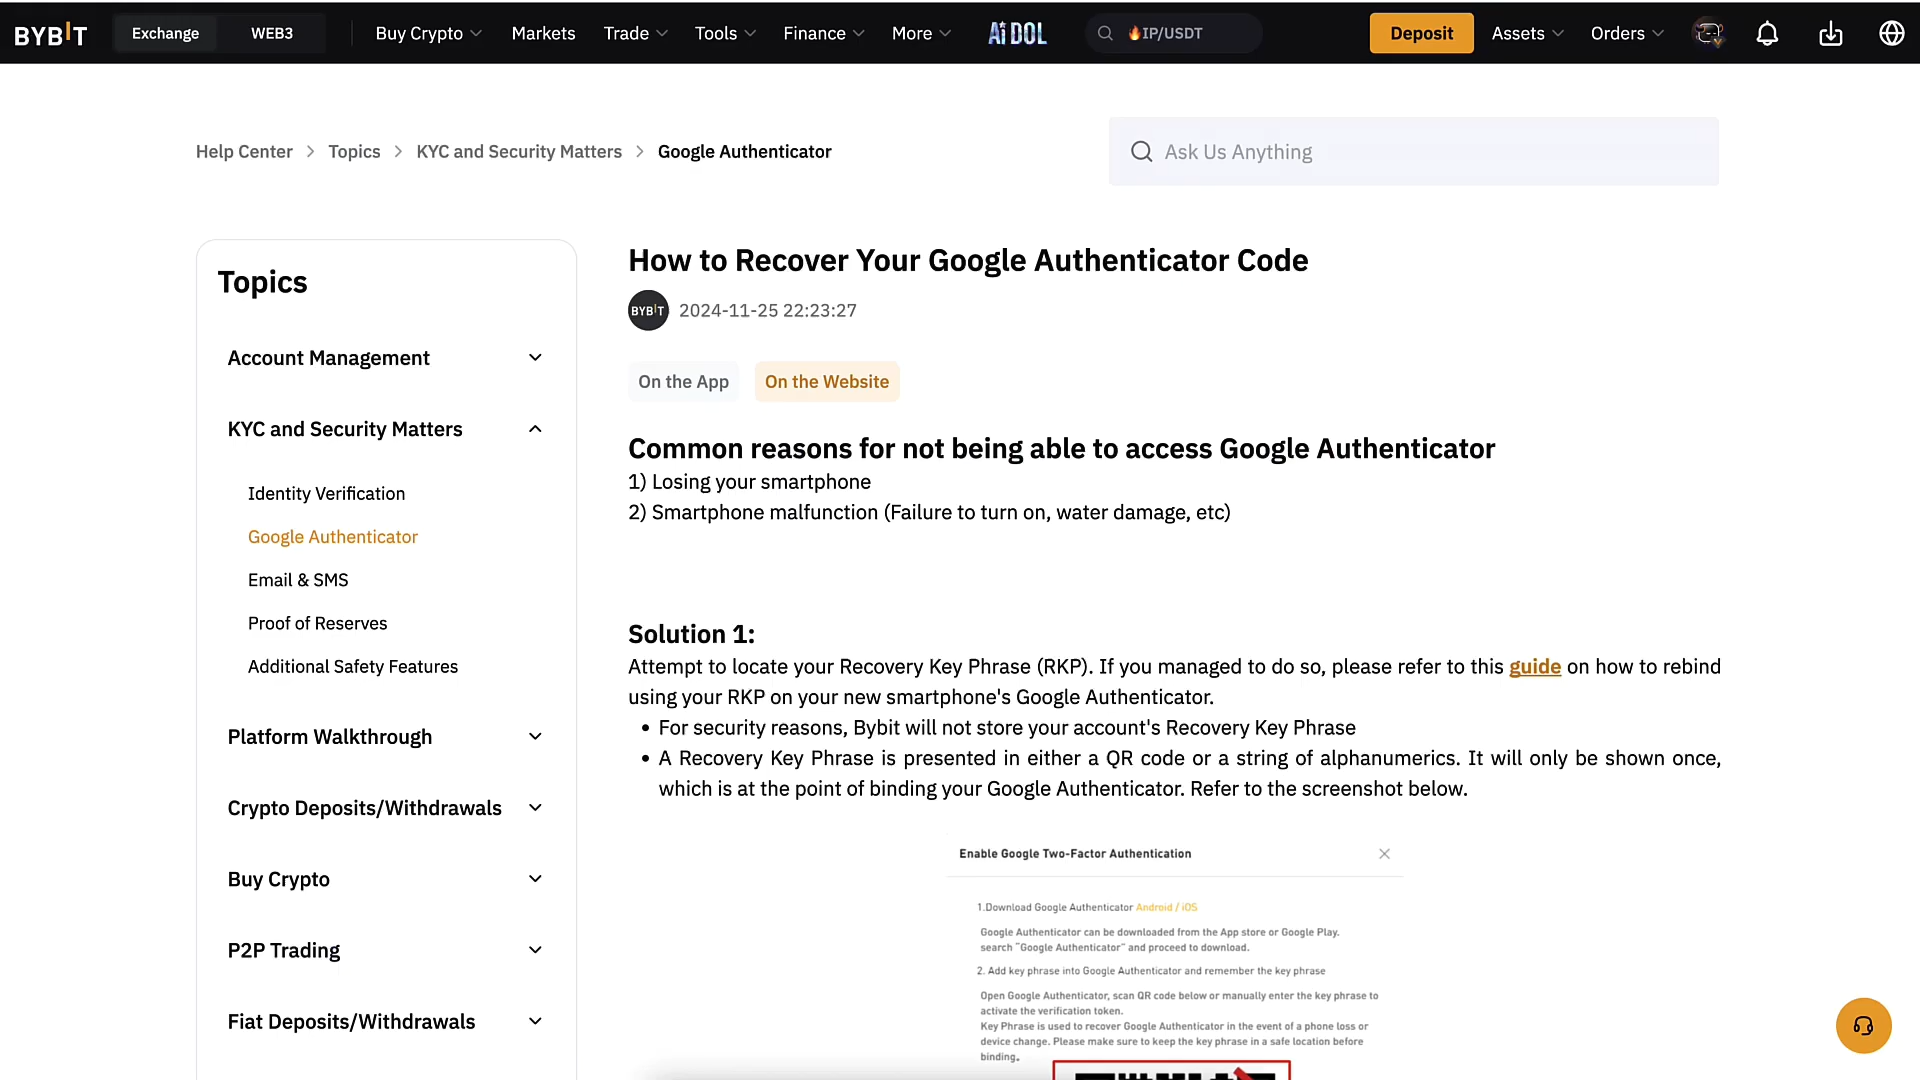 BYBIT Exchange WEB3 Buy Crypto Markets Trade Tools Finance More AiDOL IP/USDT Deposit Assets Orders
Help Center > Topics > KYC and Security Matters > Google Authenticator
Ask Us Anything
Topics
Account Management
KYC and Security Matters
Identity Verification
Google Authenticator
Email & SMS
Proof of Reserves
Additional Safety Features
Platform Walkthrough
Crypto Deposits/Withdrawals
Buy Crypto
P2P Trading
Fiat Deposits/Withdrawals
How to Recover Your Google Authenticator Code
BYBIT 2024-11-25 22:23:27
On the App On the Website
Common reasons for not being able to access Google Authenticator
1) Losing your smartphone
2) Smartphone malfunction (Failure to turn on, water damage, etc)
Solution 1:
Attempt to locate your Recovery Key Phrase (RKP). If you managed to do so, please refer to this guide on how to rebind
using your RKP on your new smartphone's Google Authenticator.
• For security reasons, Bybit will not store your account's Recovery Key Phrase
• A Recovery Key Phrase is presented in either a QR code or a string of alphanumerics. It will only be shown once,
which is at the point of binding your Google Authenticator. Refer to the screenshot below.
Enable Google Two-Factor Authentication
1.Download Google Authenticator Android / iOS
Google Authenticator can be downloaded from the App store or Google Play.
search "Google Authenticator" and proceed to download.
2. Add key phrase into Google Authenticator and remember the key phrase
Open Google Authenticator, scan QR code below or manually enter the key phrase to
activate the verification token.
Key Phrase is used to recover Google Authenticator in the event of a phone loss or
device change. Please make sure to keep the key phrase in a safe location before
binding。